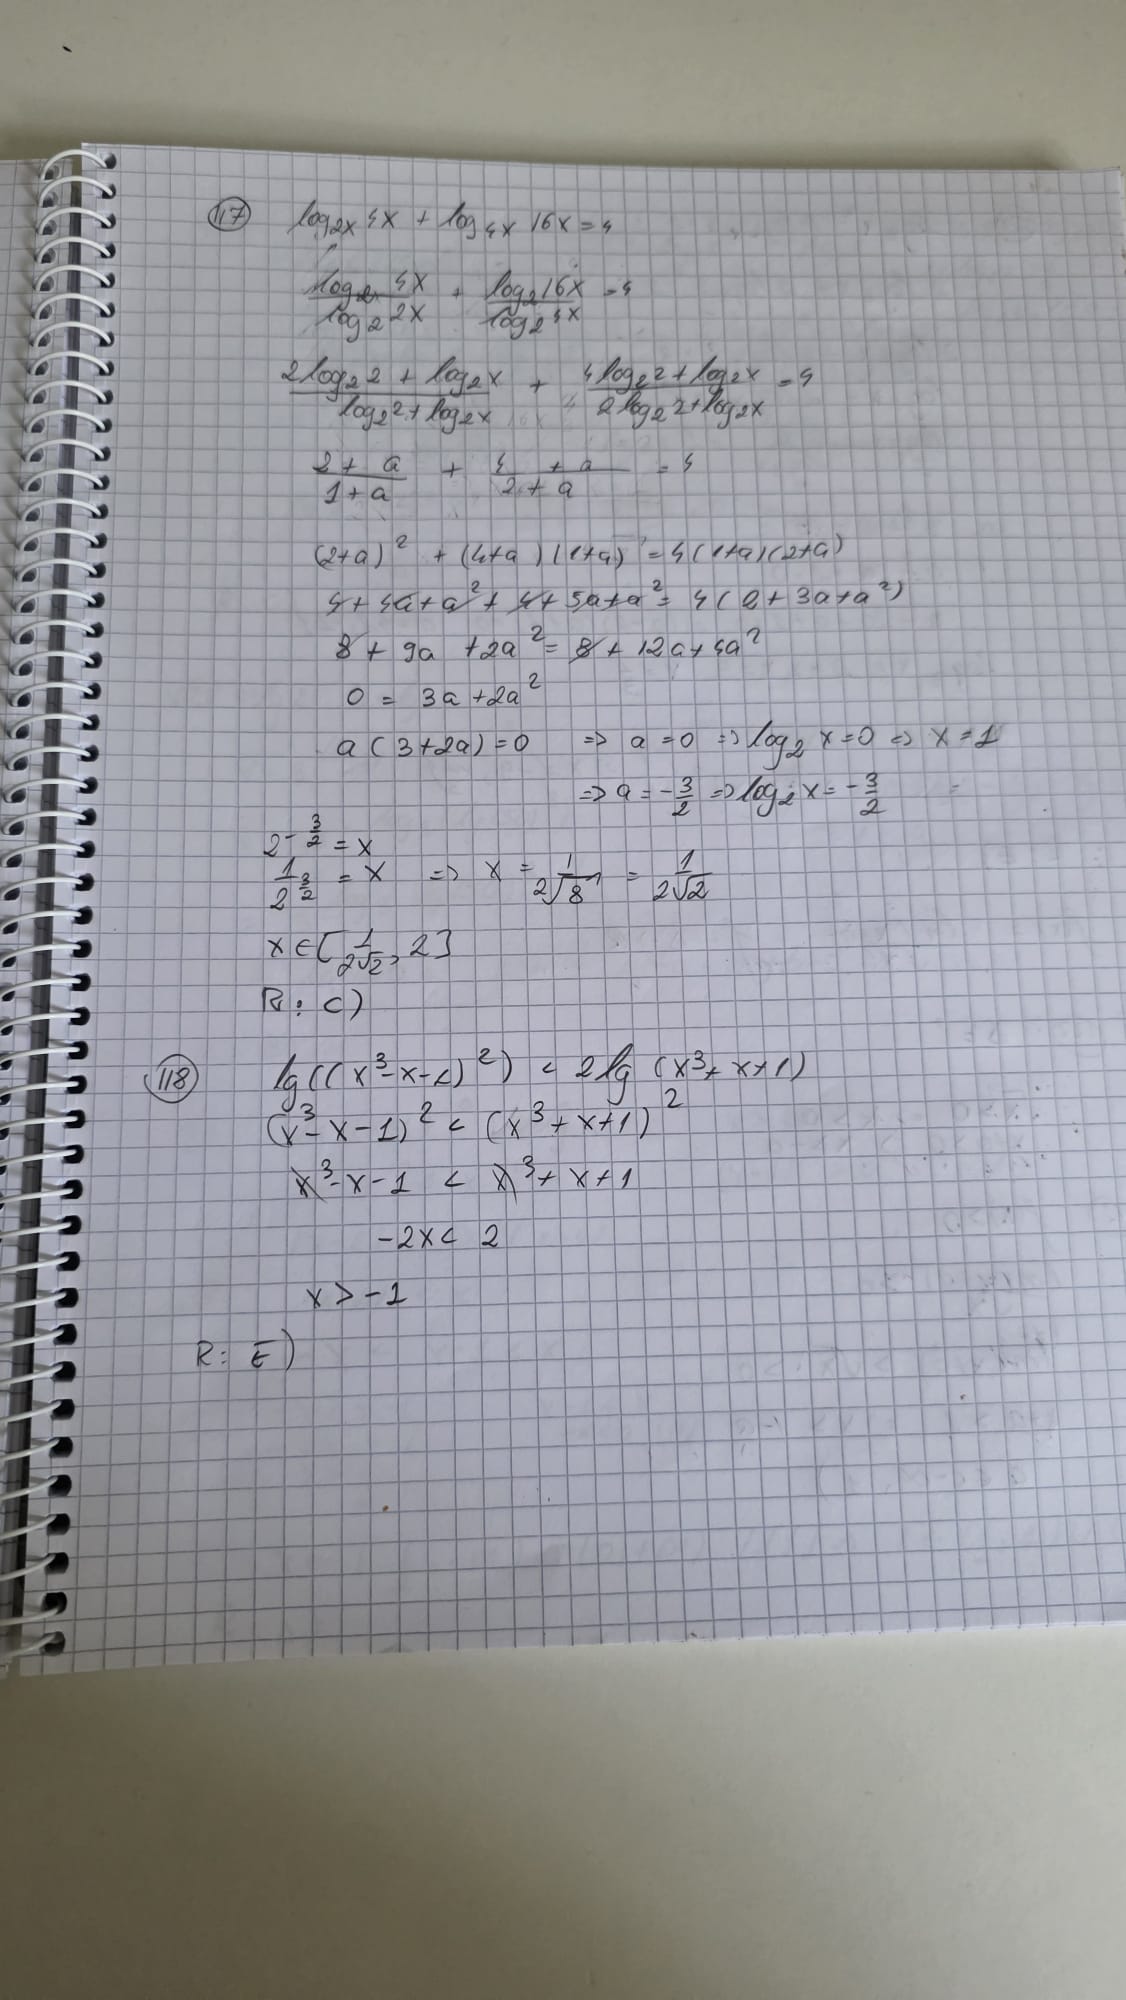 117 log₂ₓ 4x + log₄ₓ 16x = 4
log₂ 4x / log₂ 2x + log₂ 16x / log₂ 4x = 4
2log₂2 + log₂x / log₂2 + log₂x + 4log₂2 + log₂x / 2log₂2 + log₂x = 4
2 + a / 1 + a + 4 + a / 2 + a = 4
(2+a)² + (4+a)(1+a) = 4(1+a)(2+a)
4 + 4a + a² + 4 + 5a + a² = 4(2 + 3a + a²)
8 + 9a + 2a² = 8 + 12a + 4a²
0 = 3a + 2a²
a(3+2a) = 0 => a = 0 => log₂ x = 0 => x = 1
=> a = -3/2 => log₂ x = -3/2
2^(-3/2) = x
1/2^(3/2) = x => x = 1/2√8 = 1/2√2
x ∈ [1/2√2, 2]
R: C)
118 lg((x³-x-1)²) < 2lg(x³+x+1)
(x³-x-1)² < (x³+x+1)²
x³-x-1 < x³+x+1
-2x < 2
x > -1
R: E)